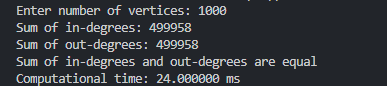 Enter number of vertices: 1000
Sum of in-degrees: 499958
Sum of out-degrees: 499958
Sum of in-degrees and out-degrees are equal
Computational time: 24.000000 ms